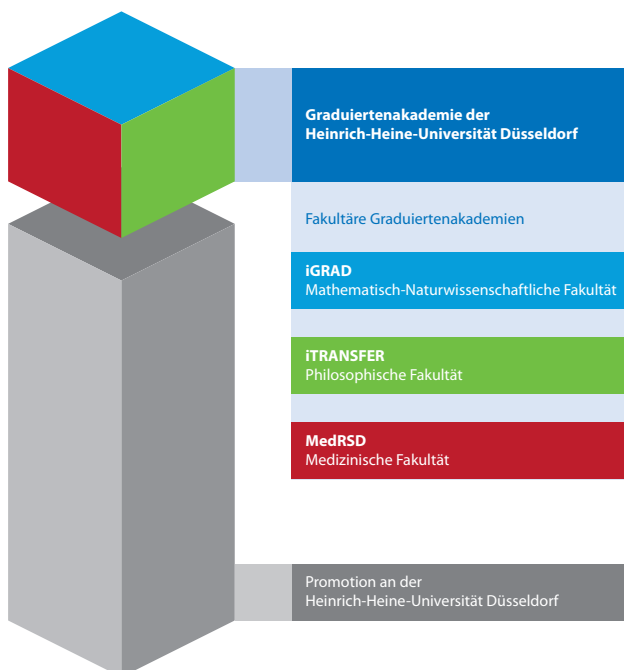 Graduiertenakademie der
Heinrich-Heine-Universität Düsseldorf
Fakultäre Graduiertenakademien
iGRAD
Mathematisch-Naturwissenschaftliche Fakultät
iTRANSFER
Philosophische Fakultät
MedRSD
Medizinische Fakultät
Promotion an der
Heinrich-Heine-Universität Düsseldorf